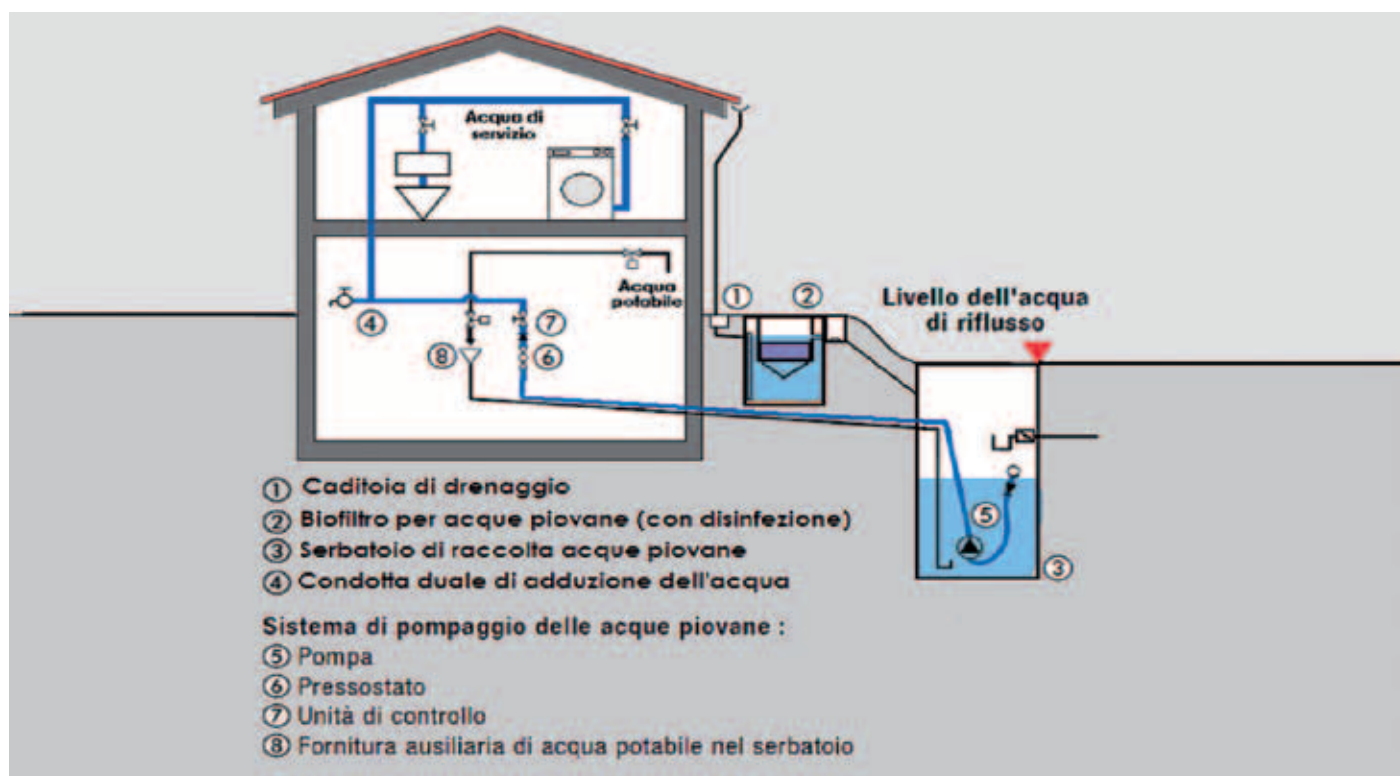 Acqua di
servizio
Acqua
potabile
①
②
Livello dell'acqua
di riflusso
④
⑦
⑧
⑥
⑤
③
① Caditoia di drenaggio
② Biofiltro per acque piovane (con disinfezione)
③ Serbatoio di raccolta acque piovane
④ Condotta duale di adduzione dell'acqua
Sistema di pompaggio delle acque piovane :
⑤ Pompa
⑥ Pressostato
⑦ Unità di controllo
⑧ Fornitura ausiliaria di acqua potabile nel serbatoio